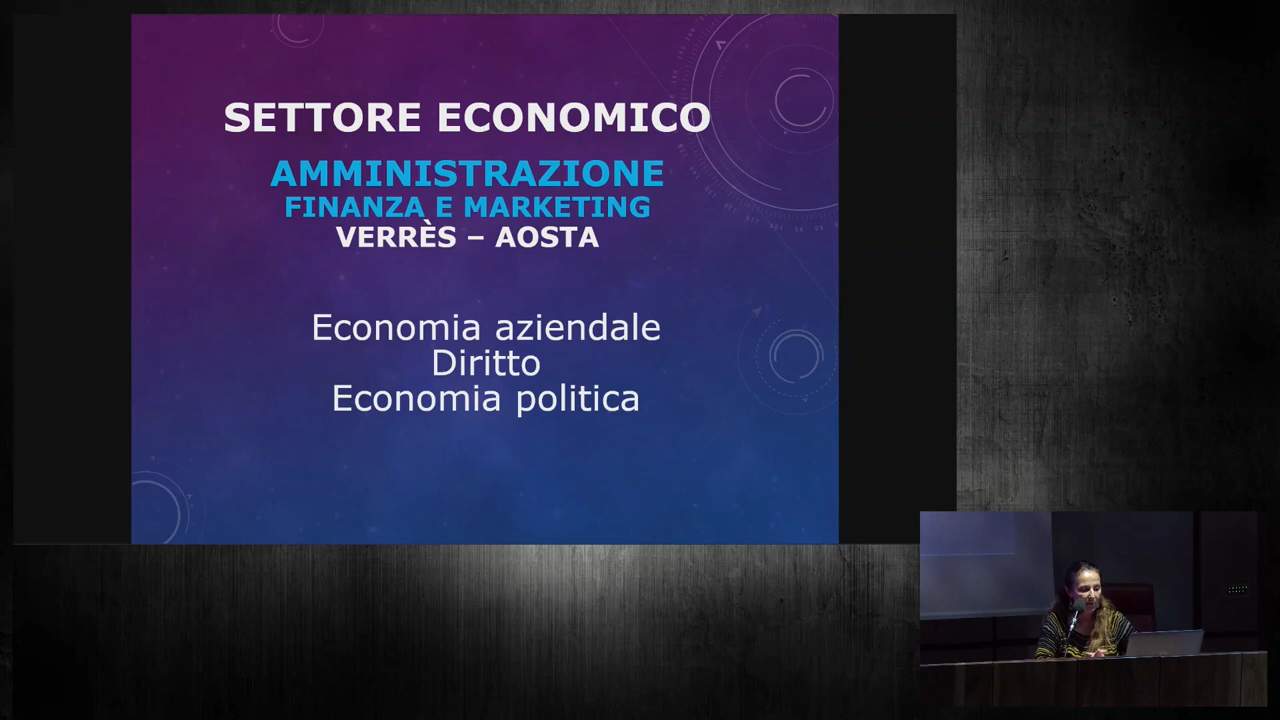 SETTORE ECONOMICO
AMMINISTRAZIONE
FINANZA E MARKETING
VERRÈS – AOSTA
Economia aziendale
Diritto
Economia politica